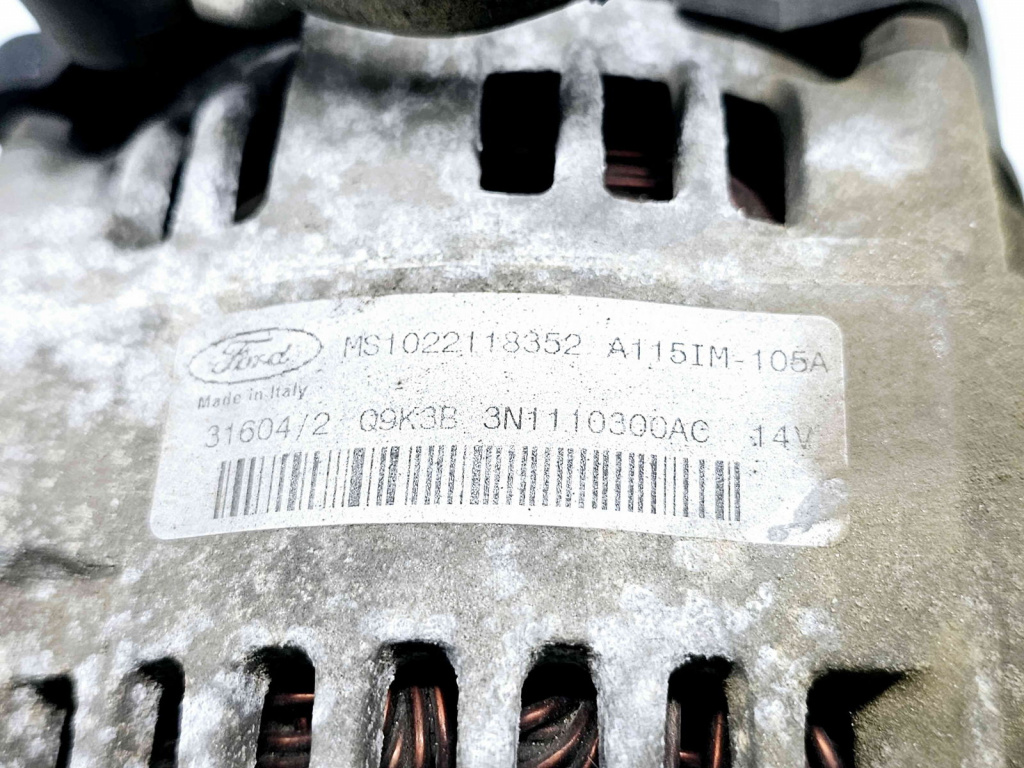 Ford MS1022118352 A115IM-105A
Made in Italy
31604/2 Q9K3B 3N1110300AC 14V